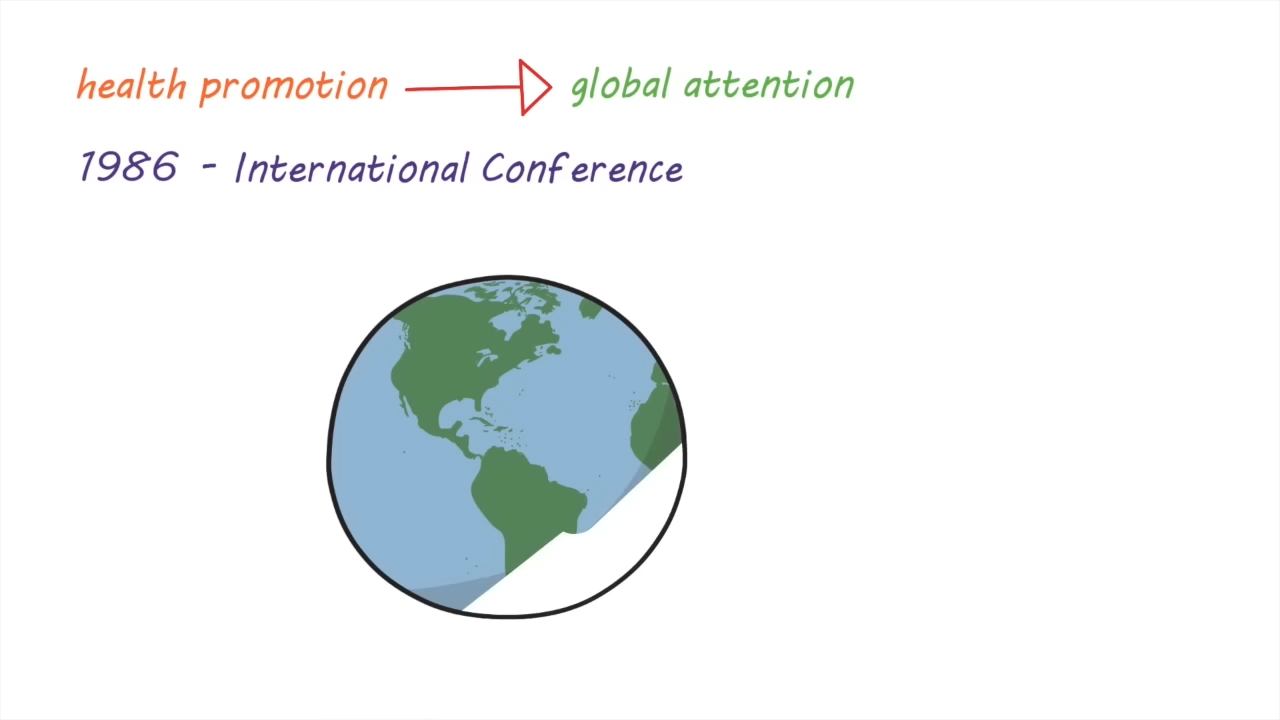 health promotion → global attention
1986 - International Conference